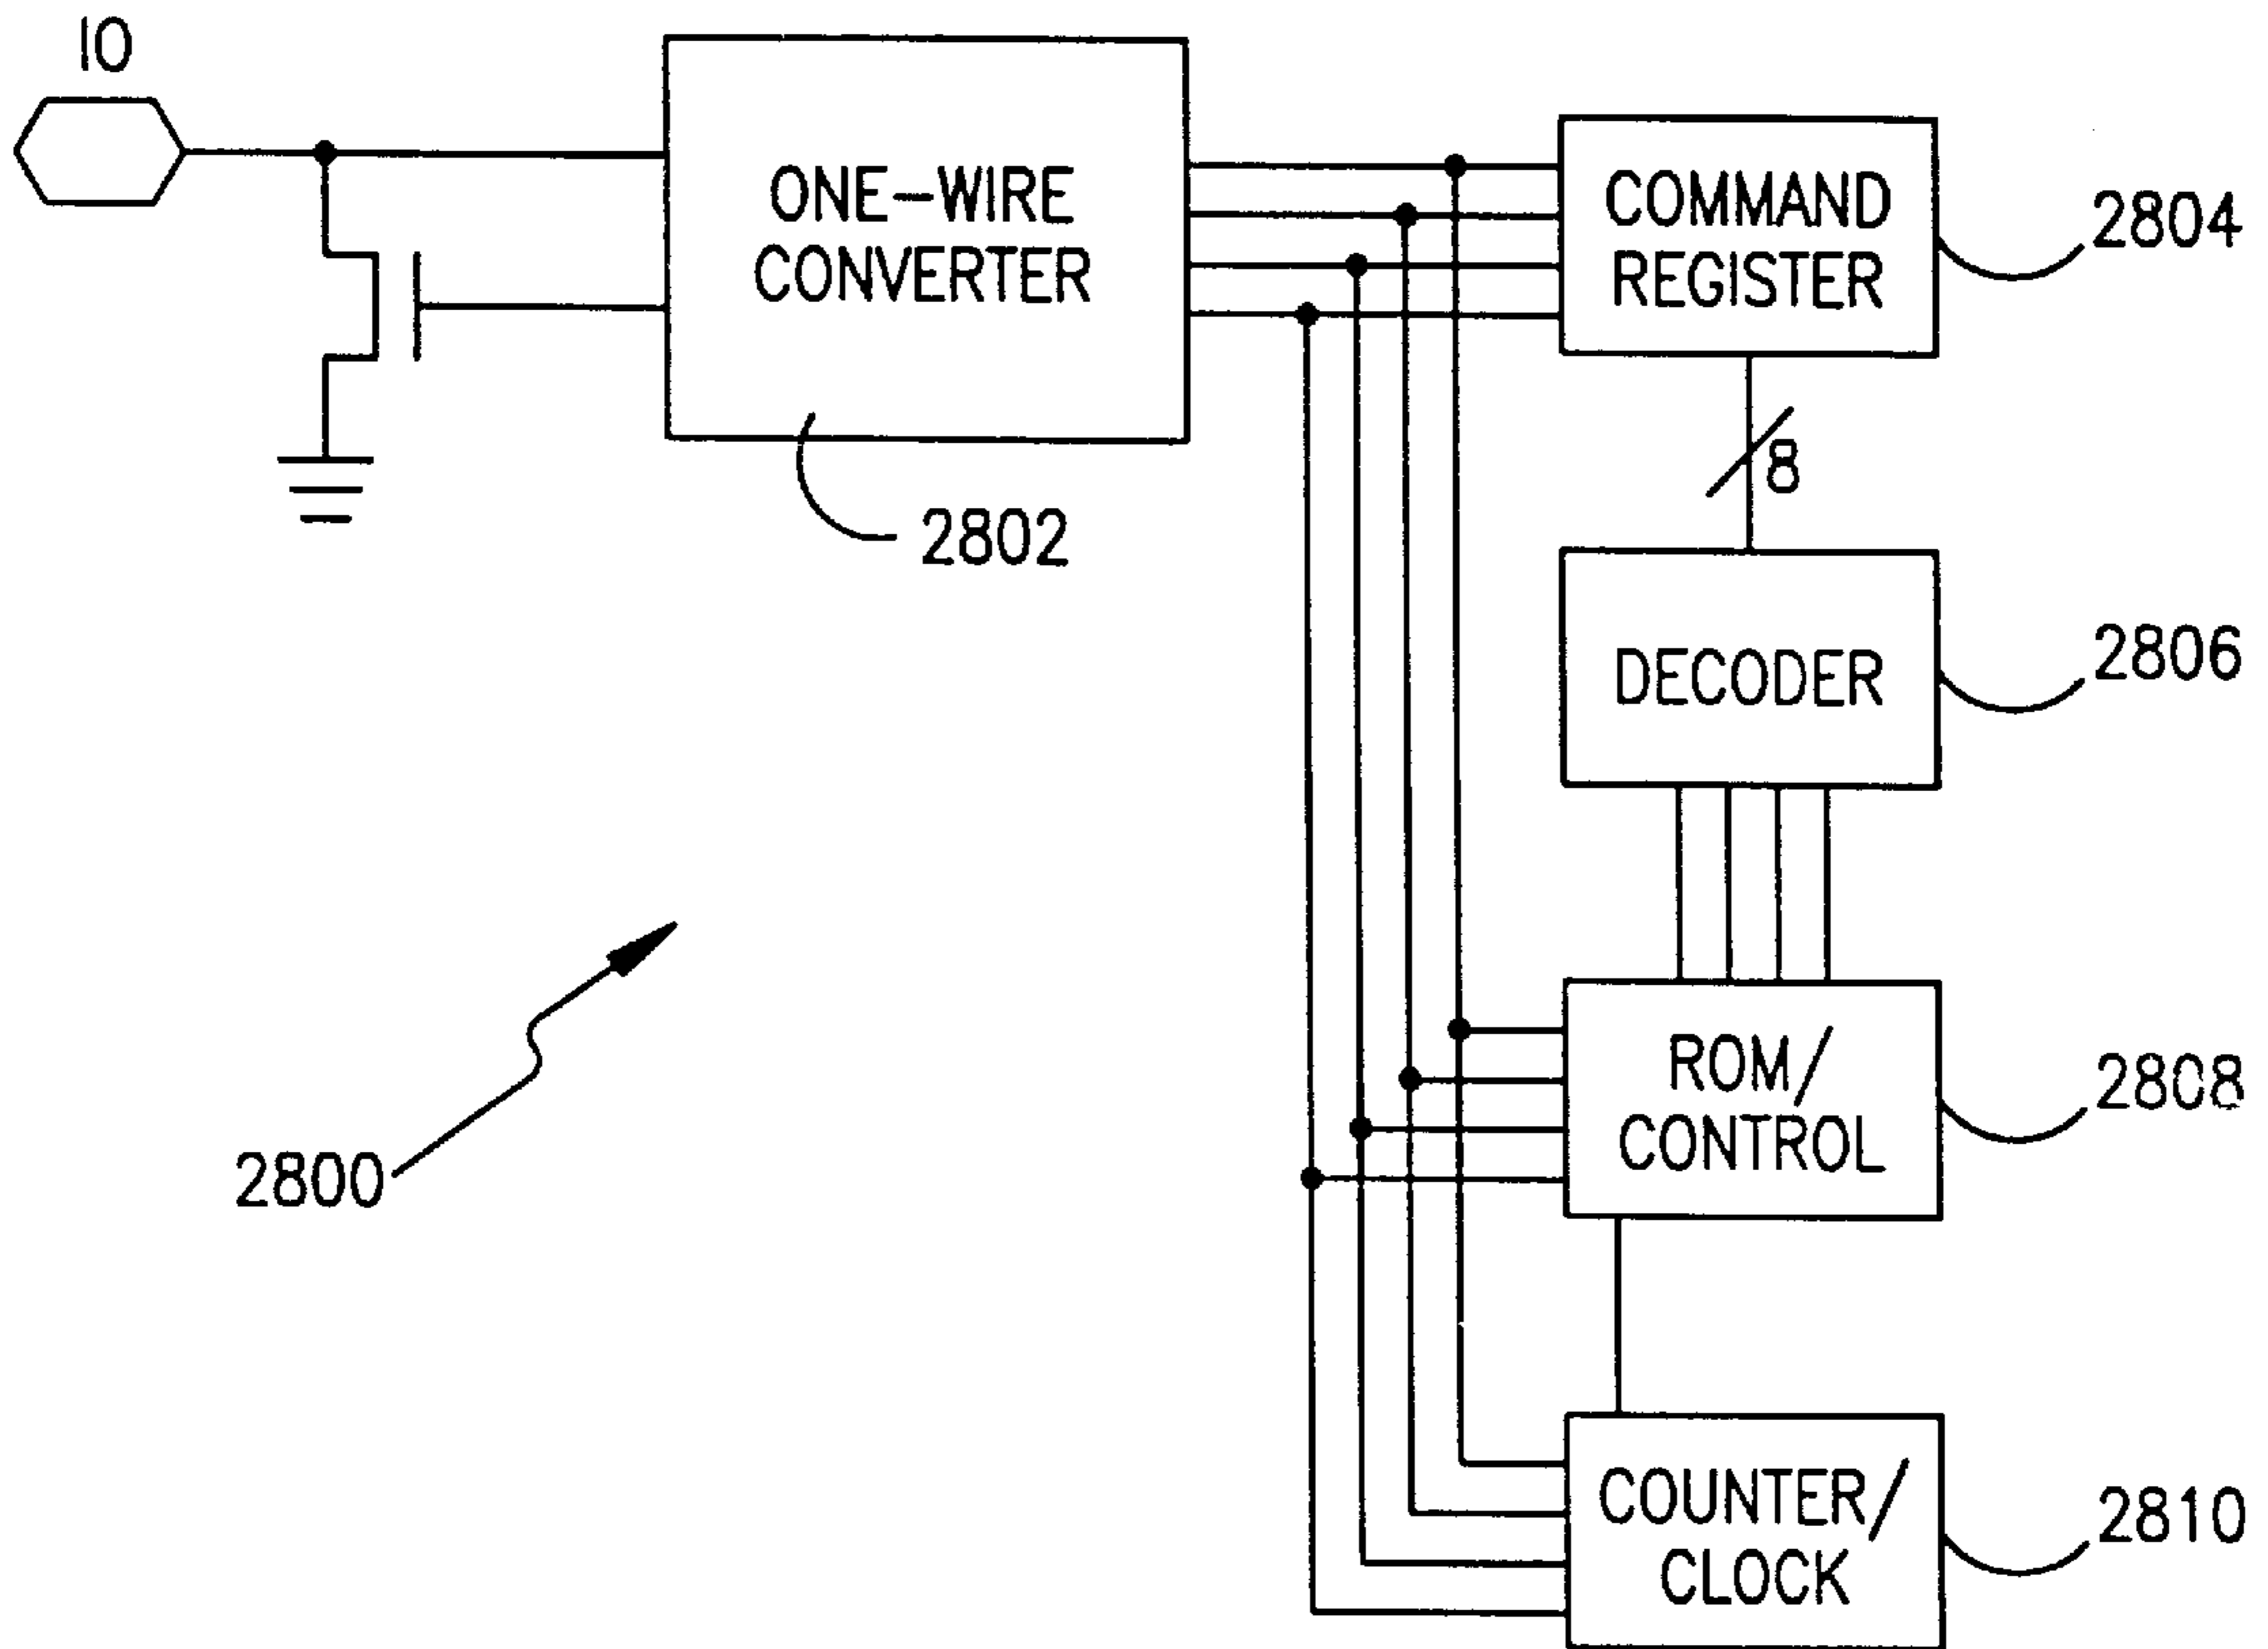 IO
ONE-WIRE
CONVERTER
2802
COMMAND
REGISTER
2804
8
DECODER
2806
ROM/
CONTROL
2808
2800
COUNTER/
CLOCK
2810